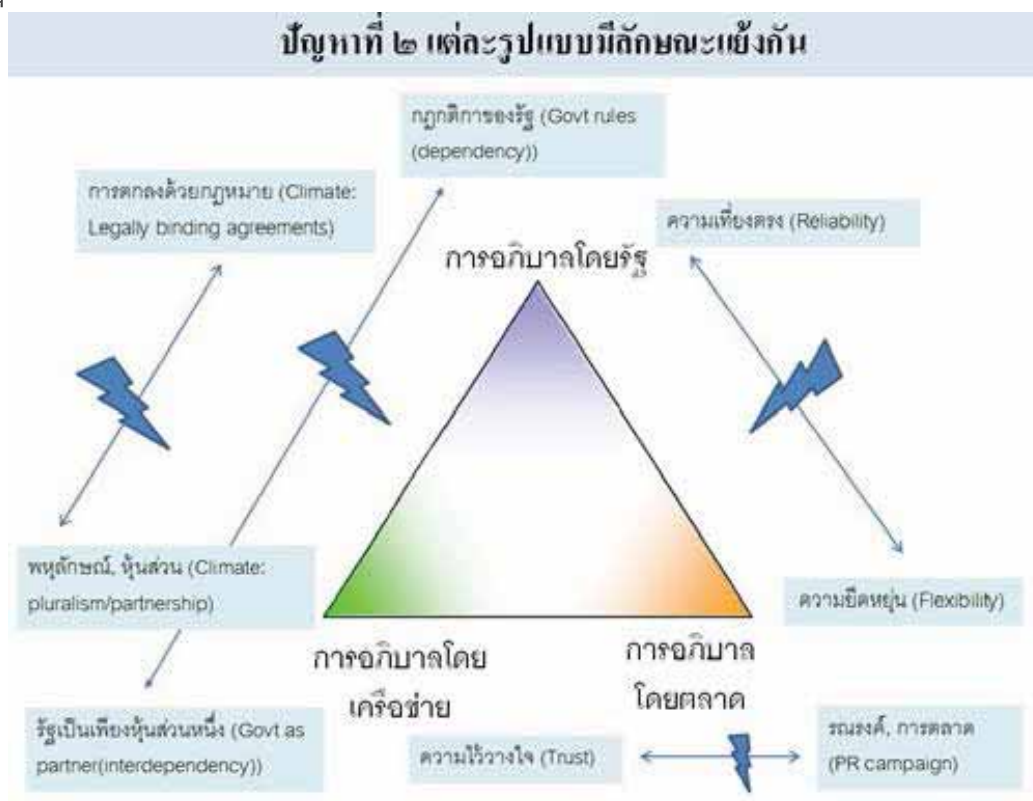 ปัญหาที่ ๒ แต่ละรูปแบบมีลักษณะแย้งกัน
กฎกติกาของรัฐ (Govt rules
(dependency))
การตกลงด้วยกฎหมาย (Climate:
Legally binding agreements)
ความเที่ยงตรง (Reliability)
การอภิบาลโดยรัฐ
พหุลักษณ์, หุ้นส่วน (Climate:
pluralism/partnership)
ความยืดหยุ่น (Flexibility)
การอภิบาลโดย
เครือข่าย
การอภิบาล
โดยตลาด
รัฐเป็นเพียงหุ้นส่วนหนึ่ง (Govt as
partner(interdependency))
ความไว้วางใจ (Trust)
รณรงค์, การตลาด
(PR campaign)